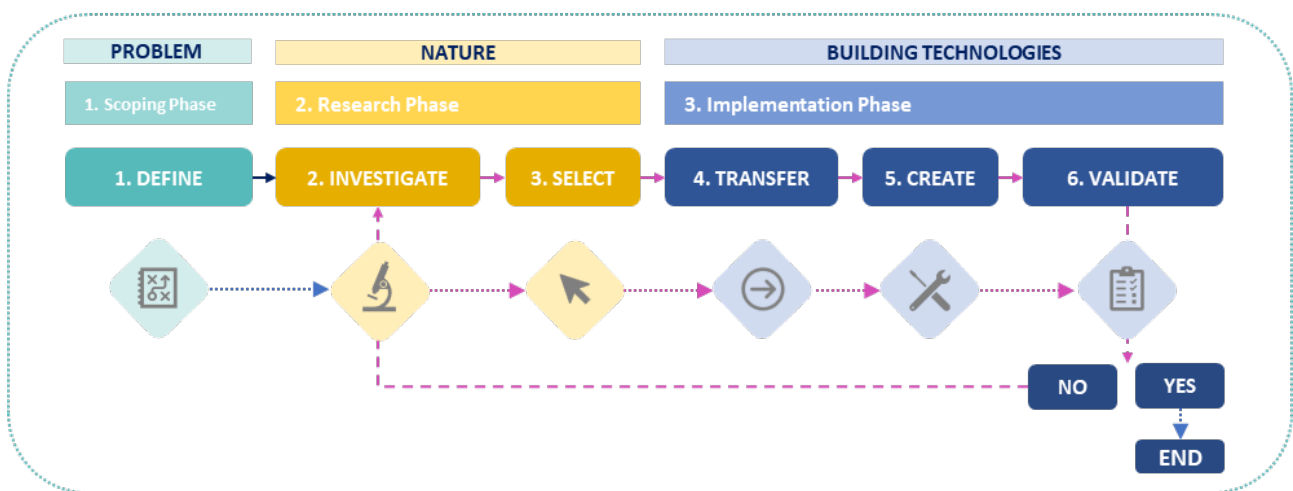 PROBLEM
NATURE
BUILDING TECHNOLOGIES
1. Scoping Phase
2. Research Phase
3. Implementation Phase
1. DEFINE
2. INVESTIGATE
3. SELECT
4. TRANSFER
5. CREATE
6. VALIDATE
NO
YES
END